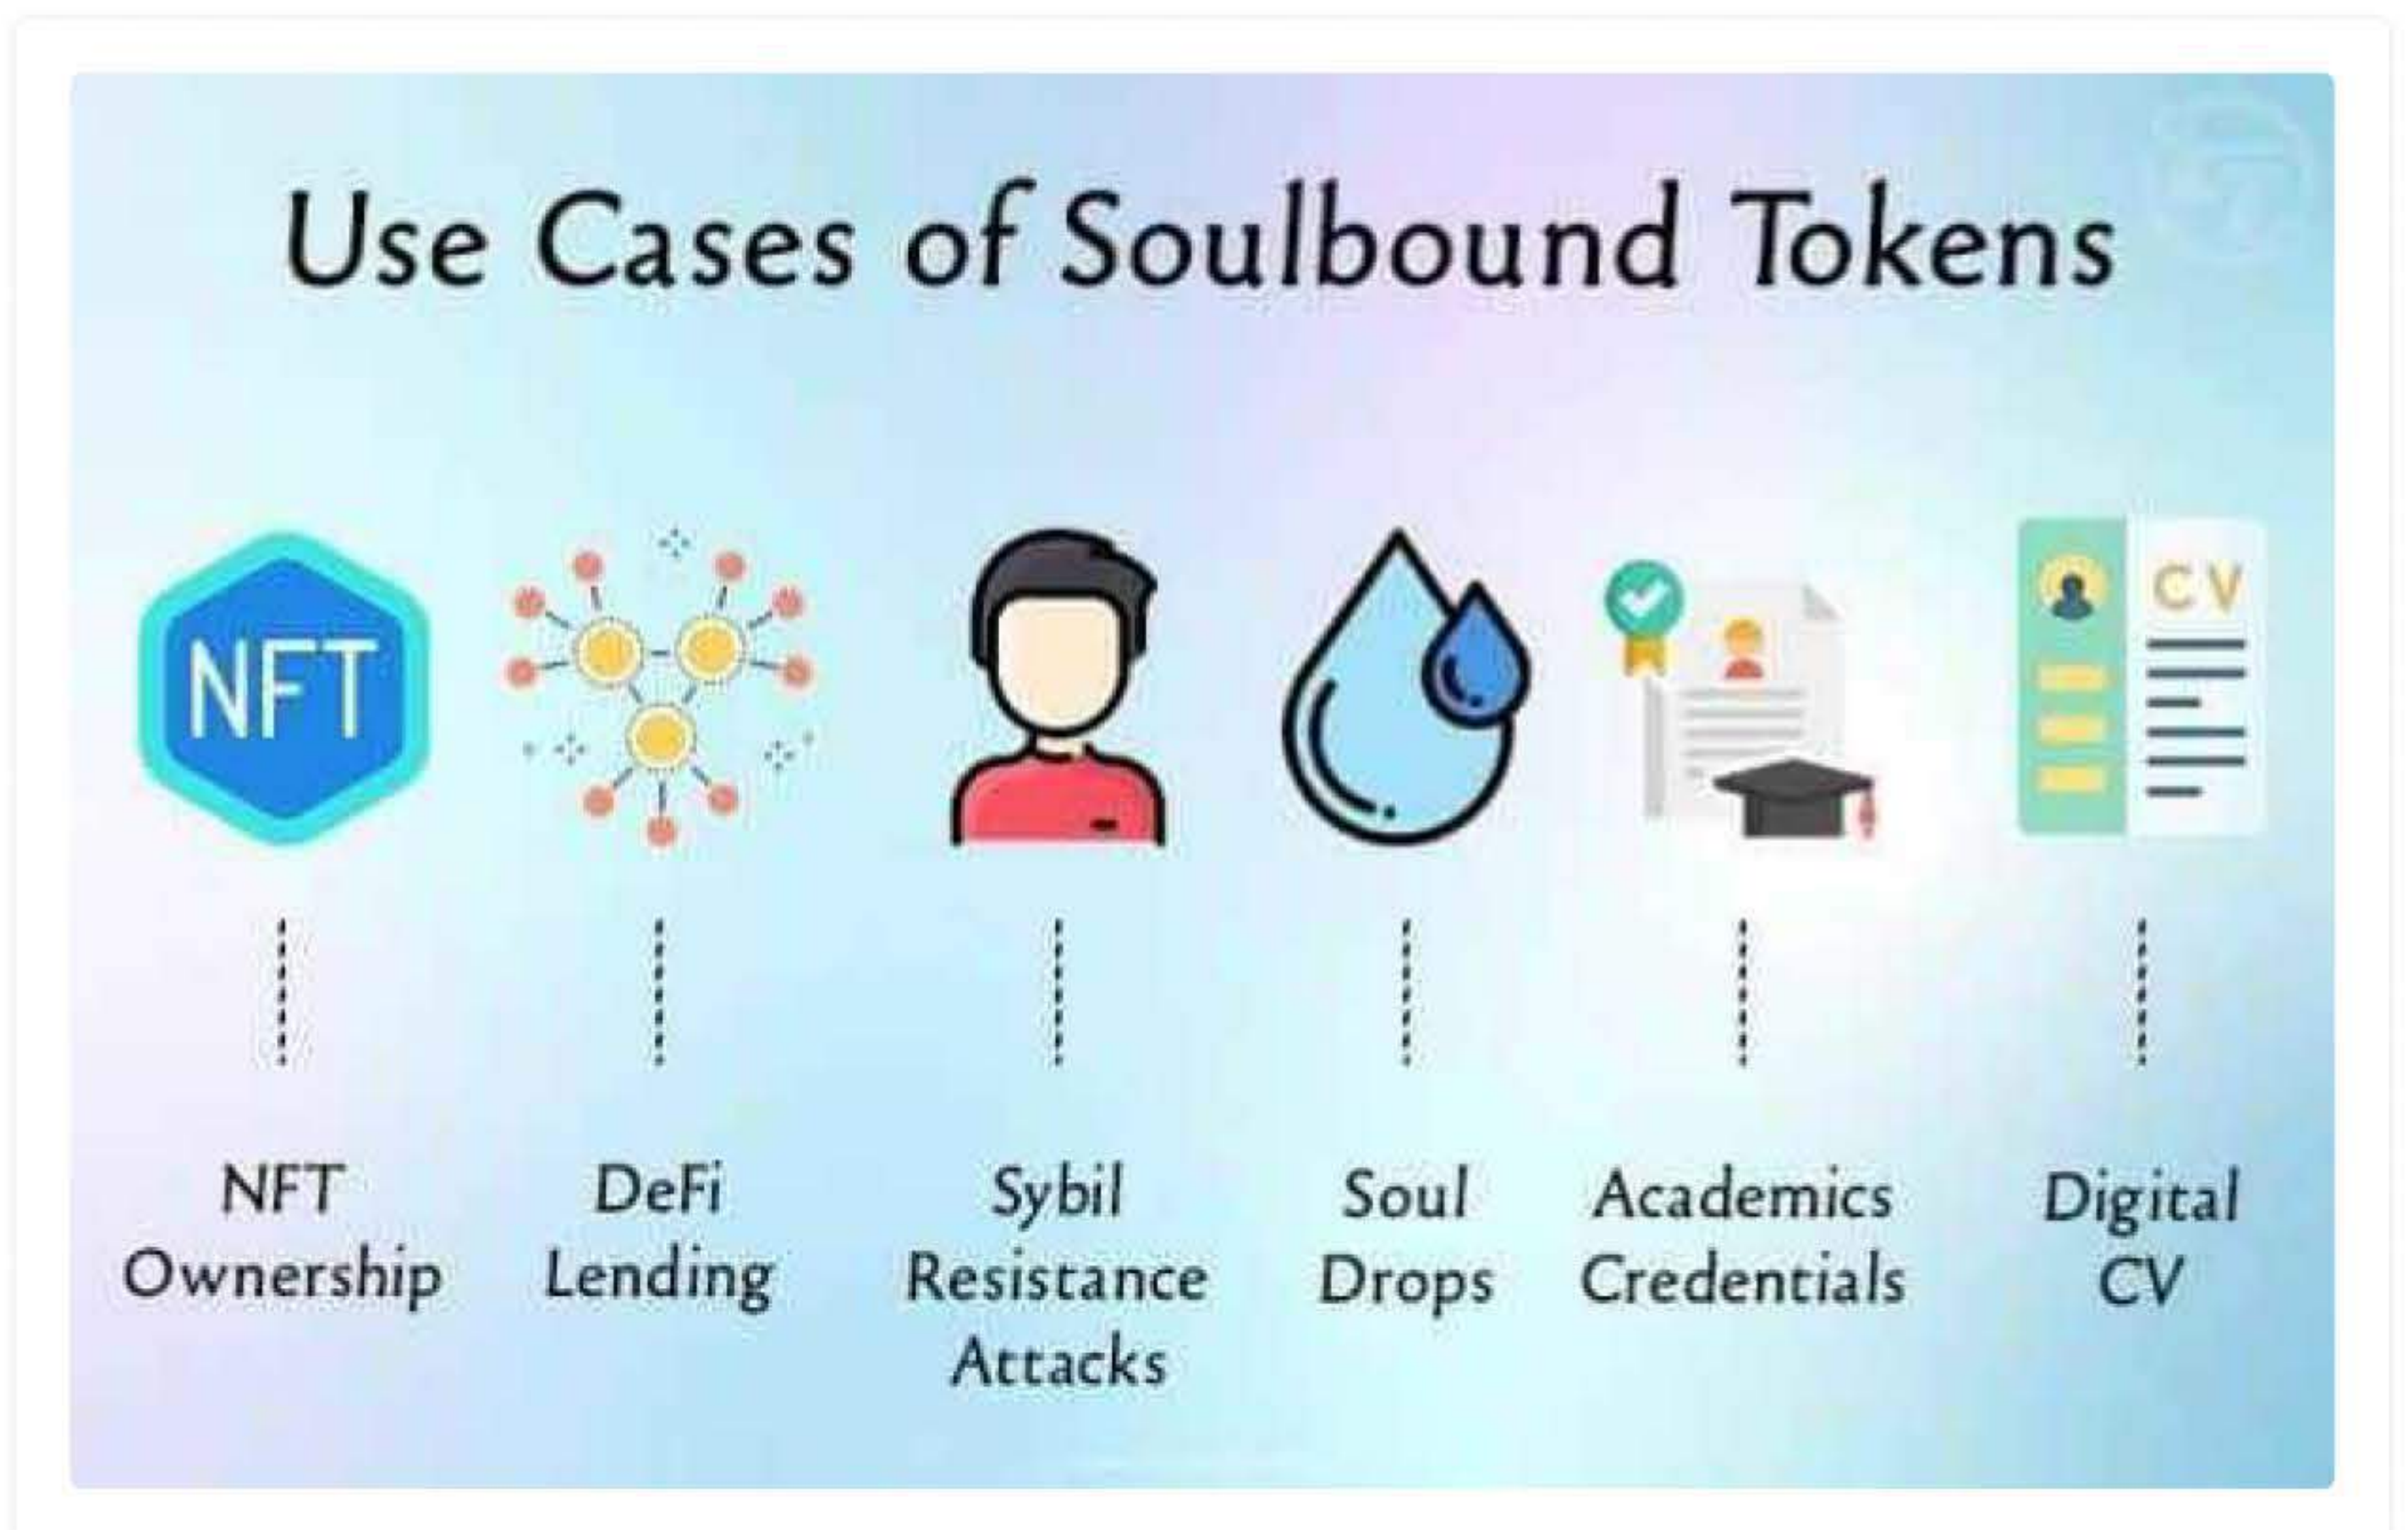 Use Cases of Soulbound Tokens
NFT
CV
NFT
Ownership
DeFi
Lending
Sybil
Resistance
Attacks
Soul
Drops
Academics
Credentials
Digital
CV